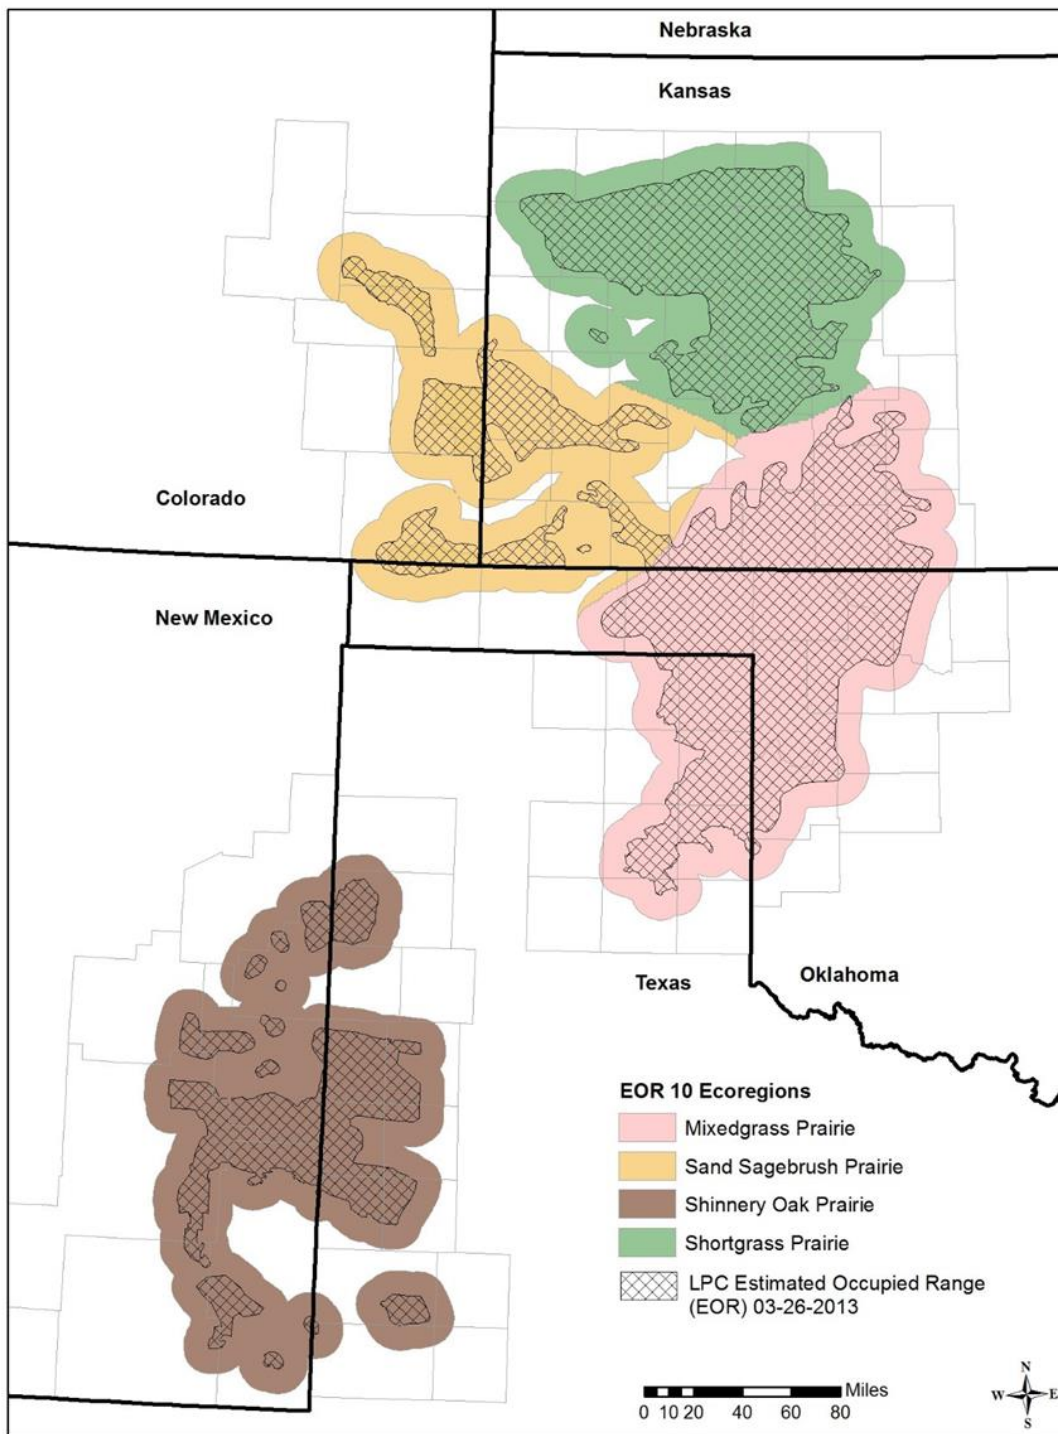 Nebraska
Kansas
Colorado
New Mexico
Texas
Oklahoma
EOR 10 Ecoregions
Mixedgrass Prairie
Sand Sagebrush Prairie
Shinnery Oak Prairie
Shortgrass Prairie
LPC Estimated Occupied Range
(EOR) 03-26-2013
Miles
0 10 20 40 60 80
N
W E
S